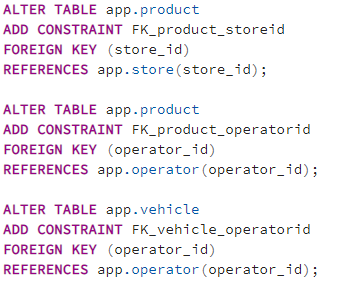 ALTER TABLE app.product
ADD CONSTRAINT FK_product_storeid
FOREIGN KEY (store_id)
REFERENCES app.store(store_id);
ALTER TABLE app.product
ADD CONSTRAINT FK_product_operatorid
FOREIGN KEY (operator_id)
REFERENCES app.operator(operator_id);
ALTER TABLE app.vehicle
ADD CONSTRAINT FK_vehicle_operatorid
FOREIGN KEY (operator_id)
REFERENCES app.operator(operator_id);